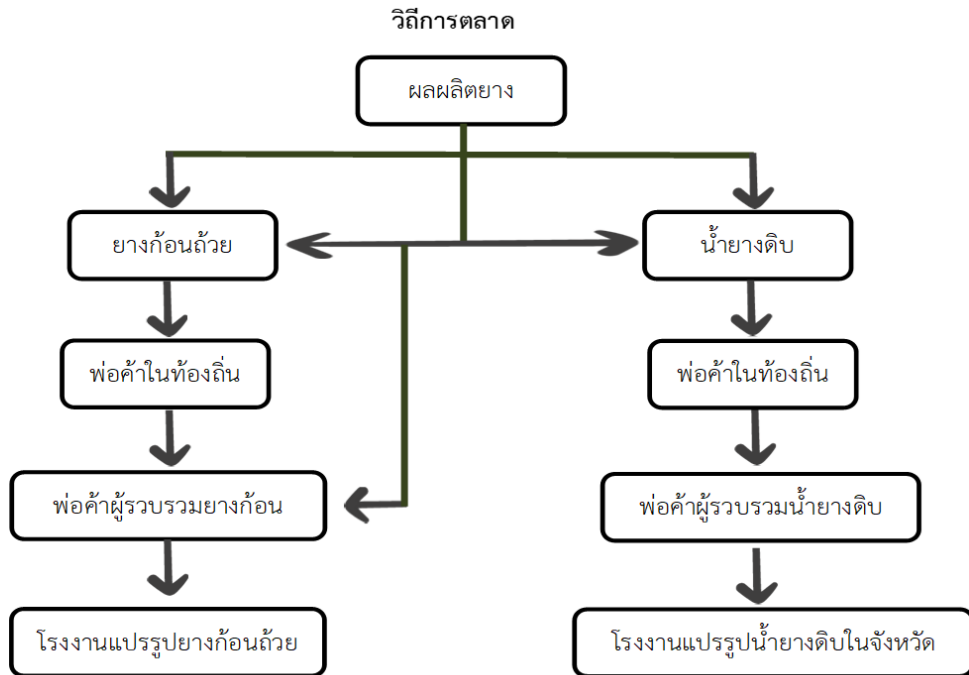 วิถีการตลาด
ผลผลิตยาง
ยางก้อนถ้วย
น้ำยางดิบ
พ่อค้าในท้องถิ่น
พ่อค้าในท้องถิ่น
พ่อค้าผู้รวบรวมยางก้อน
พ่อค้าผู้รวบรวมน้ำยางดิบ
โรงงานแปรรูปยางก้อนถ้วย
โรงงานแปรรูปน้ำยางดิบในจังหวัด